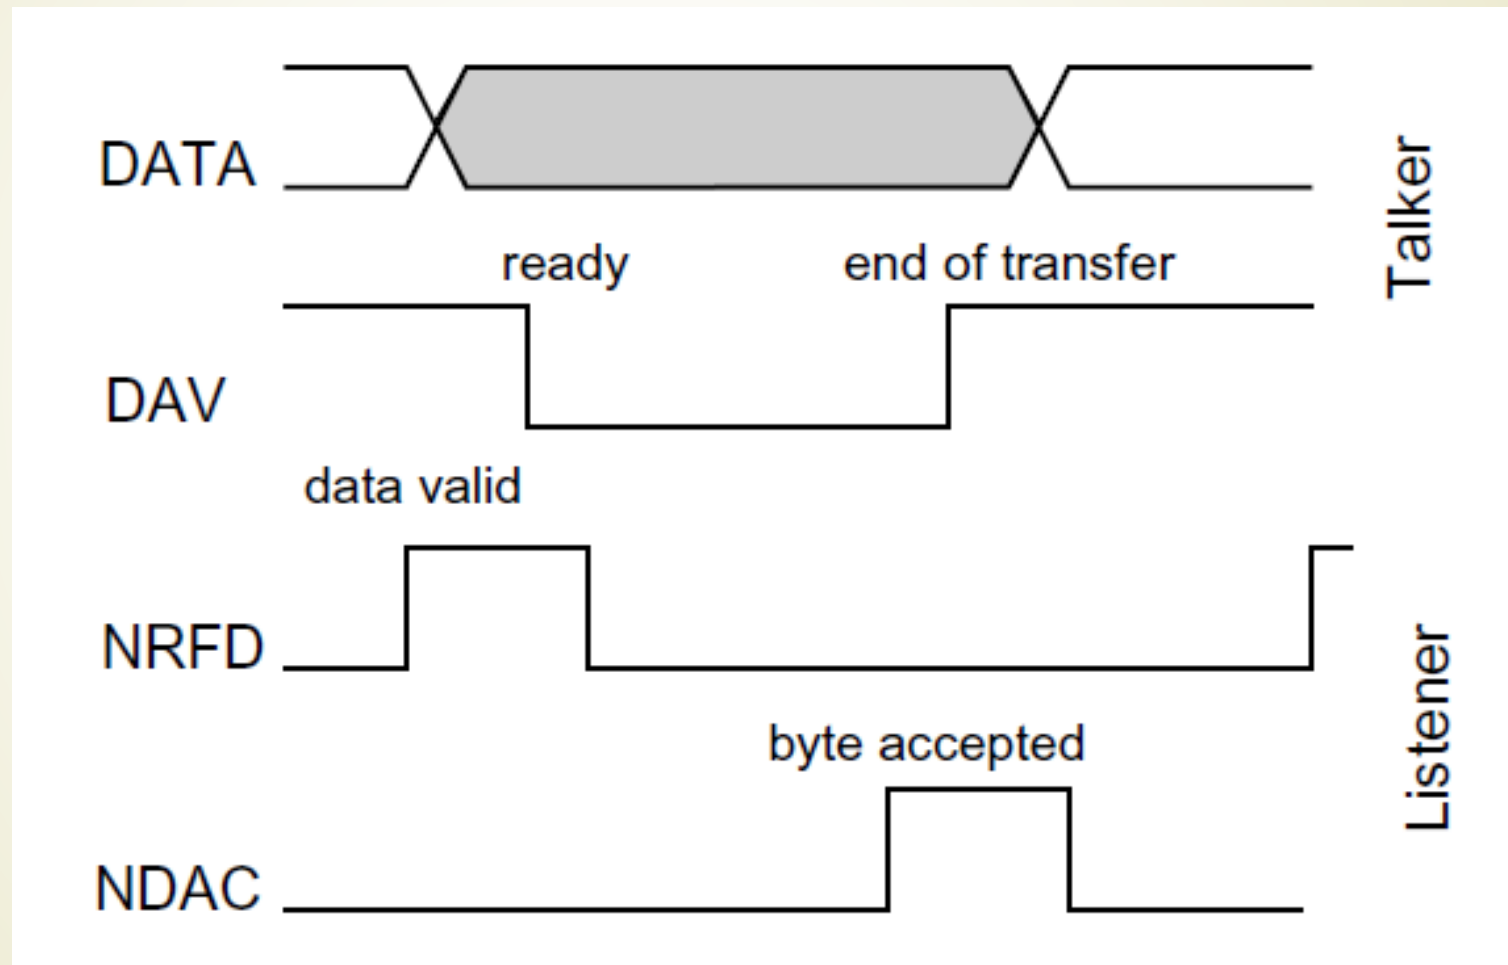 DATA
Talker
ready
end of transfer
DAV
data valid
NRFD
Listener
byte accepted
NDAC